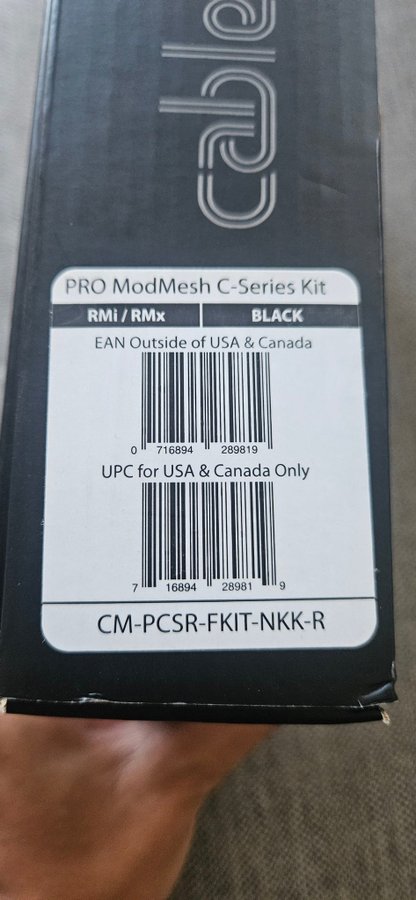 PRO ModMesh C-Series Kit
RMi / RMx BLACK
EAN Outside of USA & Canada
0 716894 289819
UPC for USA & Canada Only
7 16894 28981 9
CM-PCSR-FKIT-NKK-R